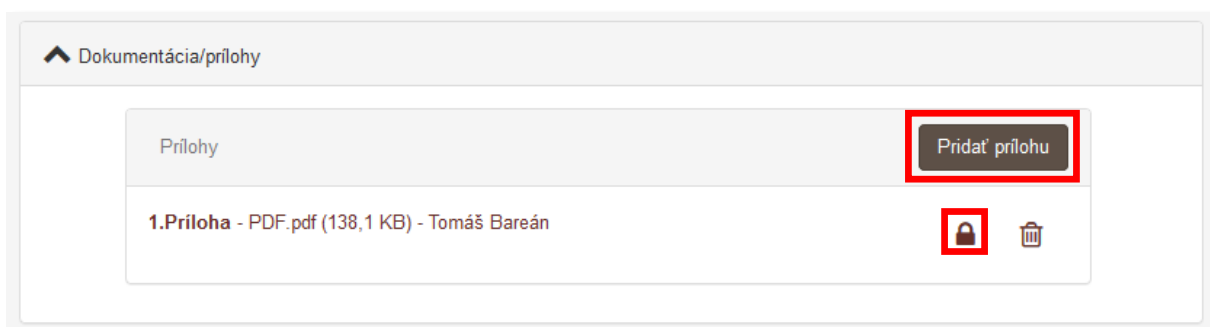 Dokumentácia/prílohy
Prílohy
Pridať prílohu
1.Príloha - PDF.pdf (138,1 KB) - Tomáš Bareán